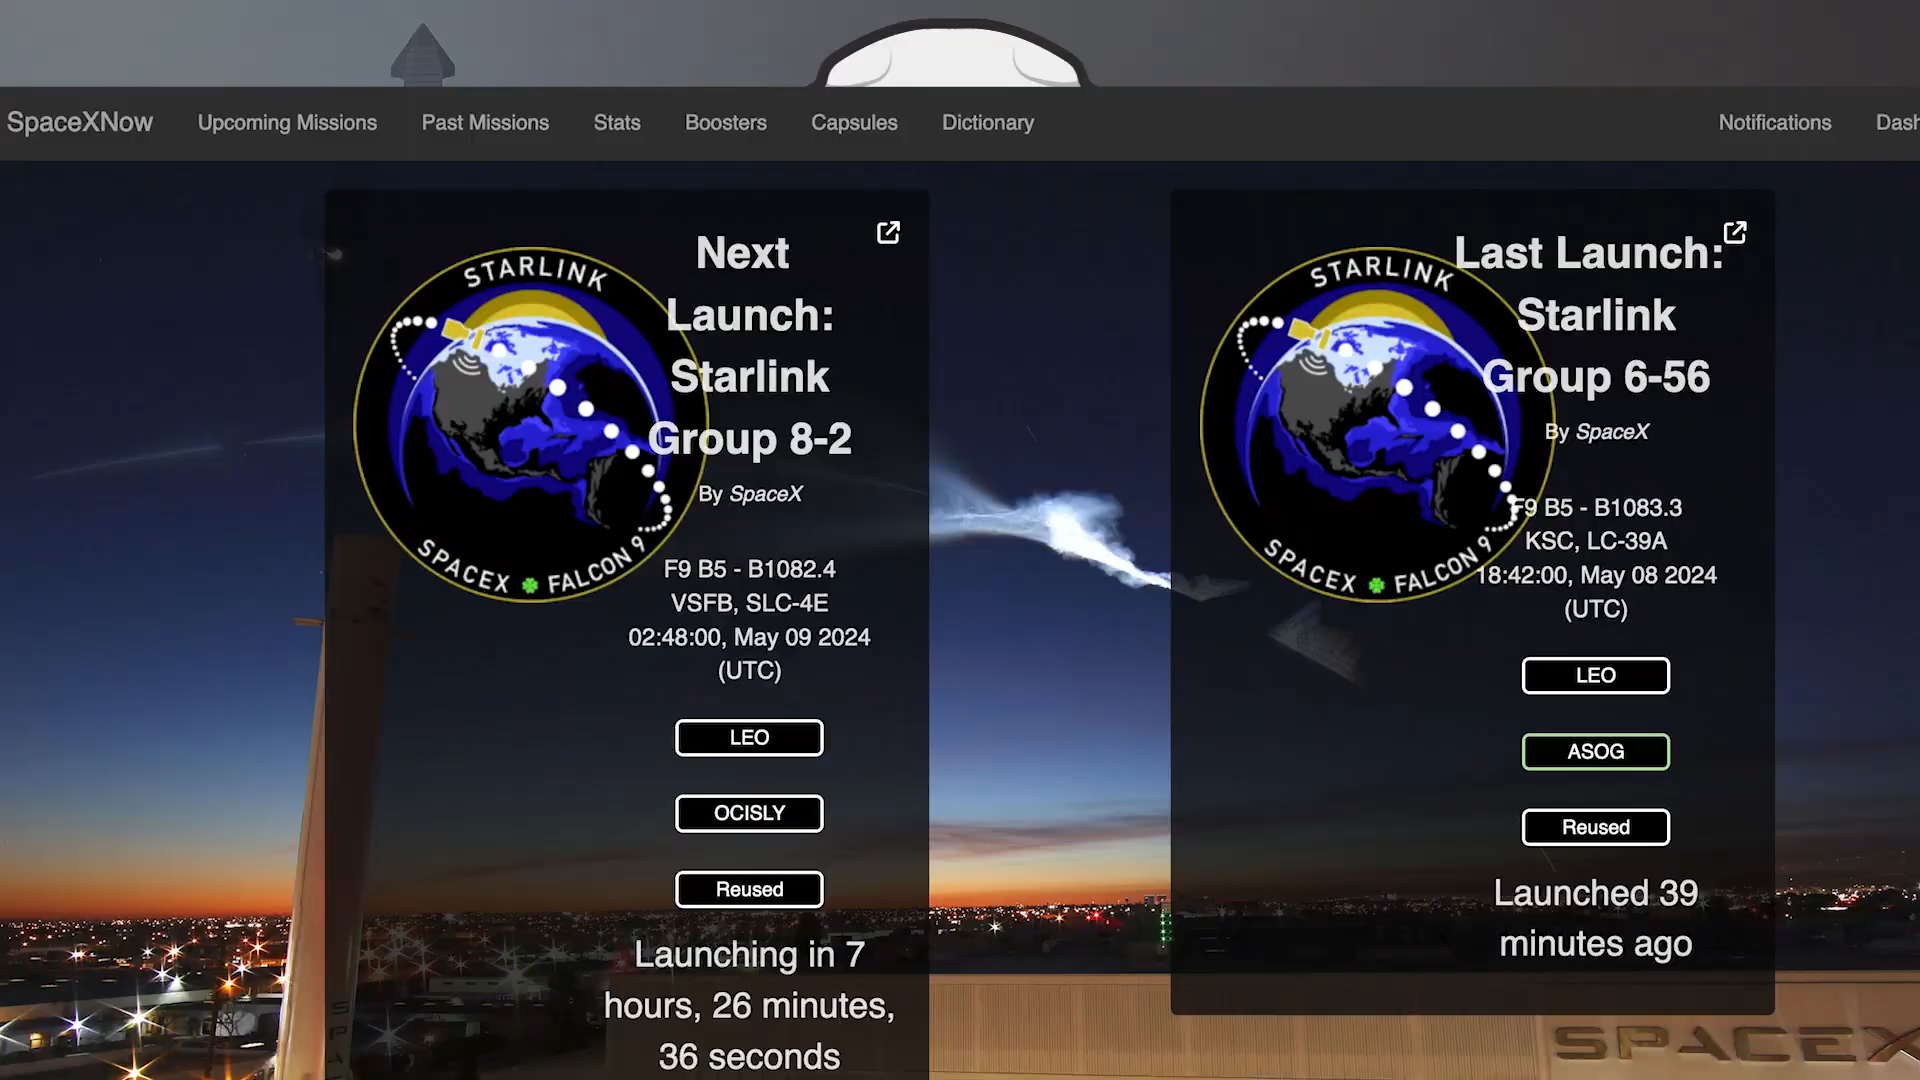 SpaceXNow Upcoming Missions Past Missions Stats Boosters Capsules Dictionary Notifications Dash
STARLINK
SPACEX FALCON 9
Next
Launch:
Starlink
Group 8-2
By SpaceX
F9 B5 - B1082.4
VSFB, SLC-4E
02:48:00, May 09 2024
(UTC)
LEO
OCISLY
Reused
Launching in 7
hours, 26 minutes,
36 seconds
STARLINK
SPACEX FALCON 9
Last Launch:
Starlink
Group 6-56
By SpaceX
F9 B5 - B1083.3
KSC, LC-39A
18:42:00, May 08 2024
(UTC)
LEO
ASOG
Reused
Launched 39
minutes ago
SPACEX